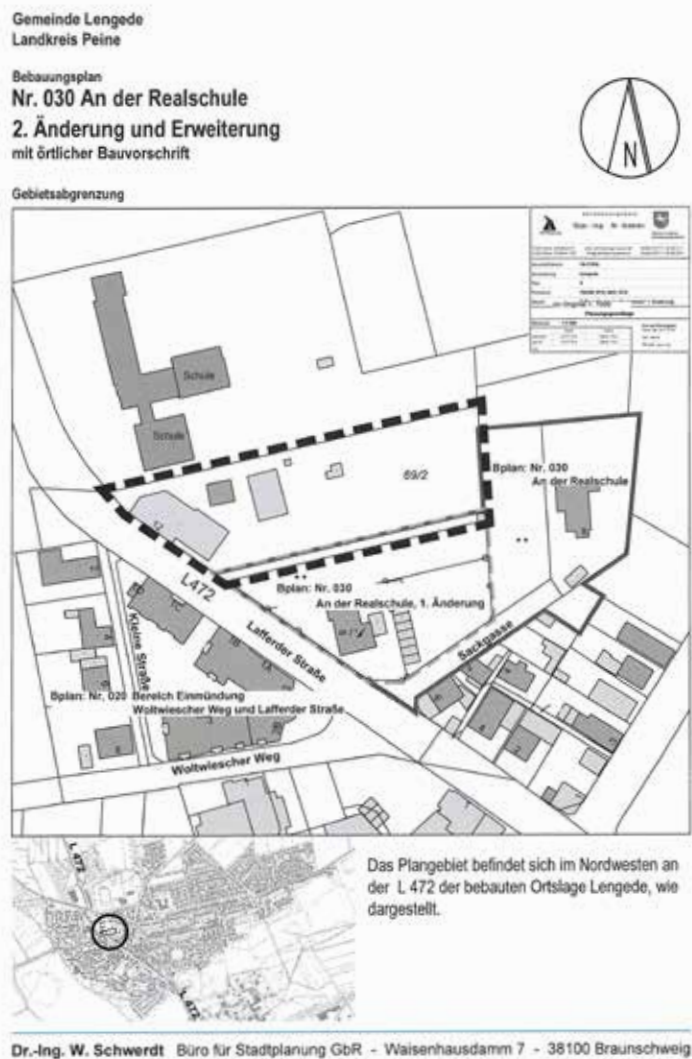 Gemeinde Lengede
Landkreis Peine
Bebauungsplan
Nr. 030 An der Realschule
2. Änderung und Erweiterung
mit örtlicher Bauvorschrift
N
Gebietsabgrenzung
Planungsgrundlage
Schule
Schule
69/2
Bplan: Nr. 030
An der Realschule
12
L472
Bplan: Nr. 030
An der Realschule, 1. Änderung
Kleine Straße
Lafferder Straße
Sackgasse
Bplan: Nr. 020 Bereich Einmündung
Woltwiescher Weg und Lafferder Straße
Woltwiescher Weg
L 472
L 472
Das Plangebiet befindet sich im Nordwesten an
der L 472 der bebauten Ortslage Lengede, wie
dargestellt.
Dr.-Ing. W. Schwerdt Büro für Stadtplanung GbR - Waisenhausdamm 7 - 38100 Braunschweig